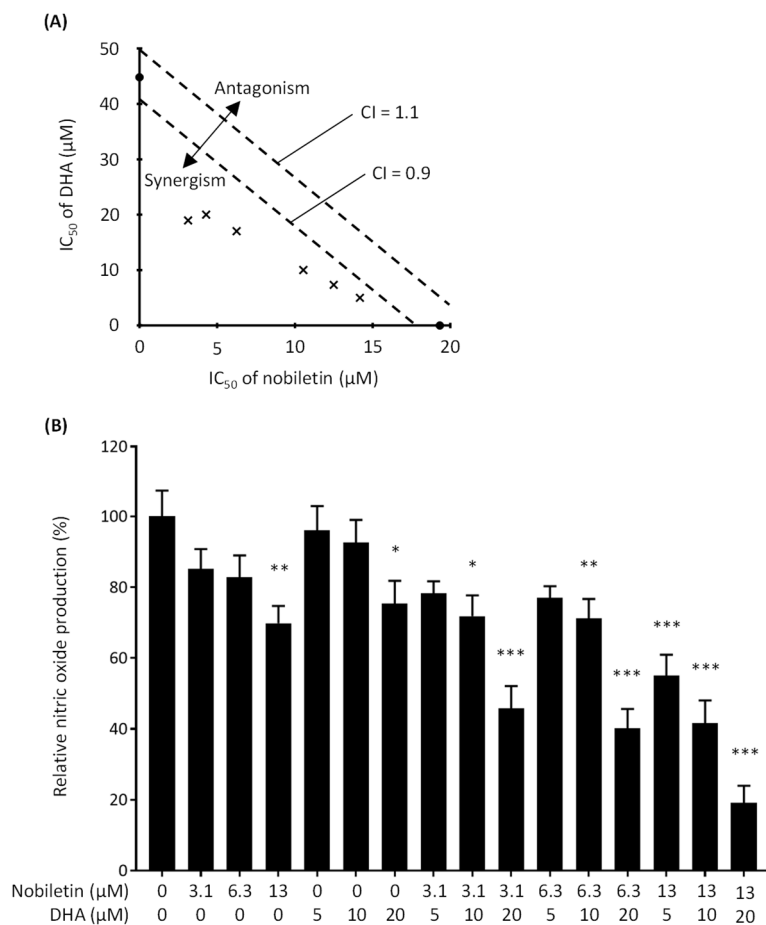 (A)
50
40
30
20
10
0
IC50 of DHA (µM)
Antagonism
Synergism
CI = 1.1
CI = 0.9
0 5 10 15 20
IC50 of nobiletin (µM)
(B)
120
100
80
60
40
20
0
Relative nitric oxide production (%)
** * * *** ** *** *** *** ***
Nobiletin (µM) 0 3.1 6.3 13 0 0 0 3.1 3.1 3.1 6.3 6.3 6.3 13 13 13
DHA (µM) 0 0 0 0 5 10 20 5 10 20 5 10 20 5 10 20